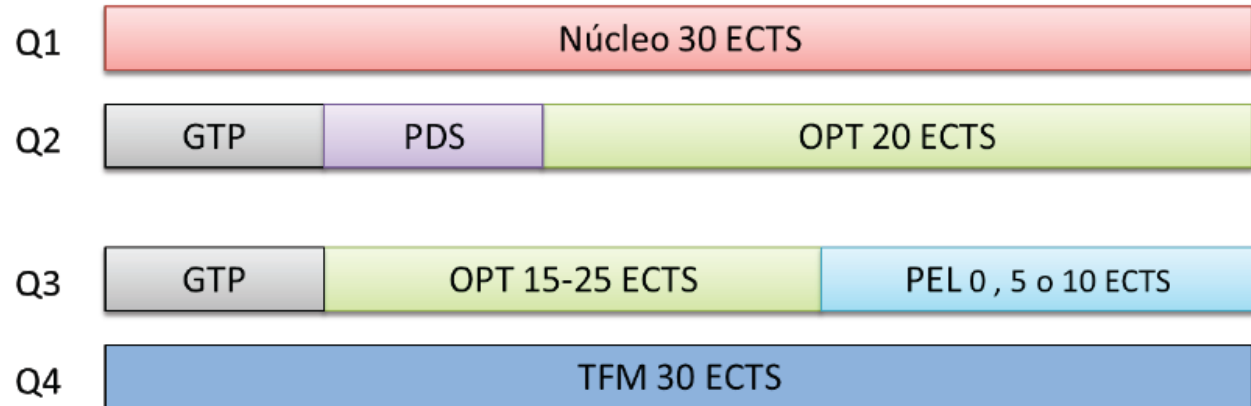 Q1 Núcleo 30 ECTS
Q2 GTP PDS OPT 20 ECTS
Q3 GTP OPT 15-25 ECTS PEL 0 , 5 o 10 ECTS
Q4 TFM 30 ECTS